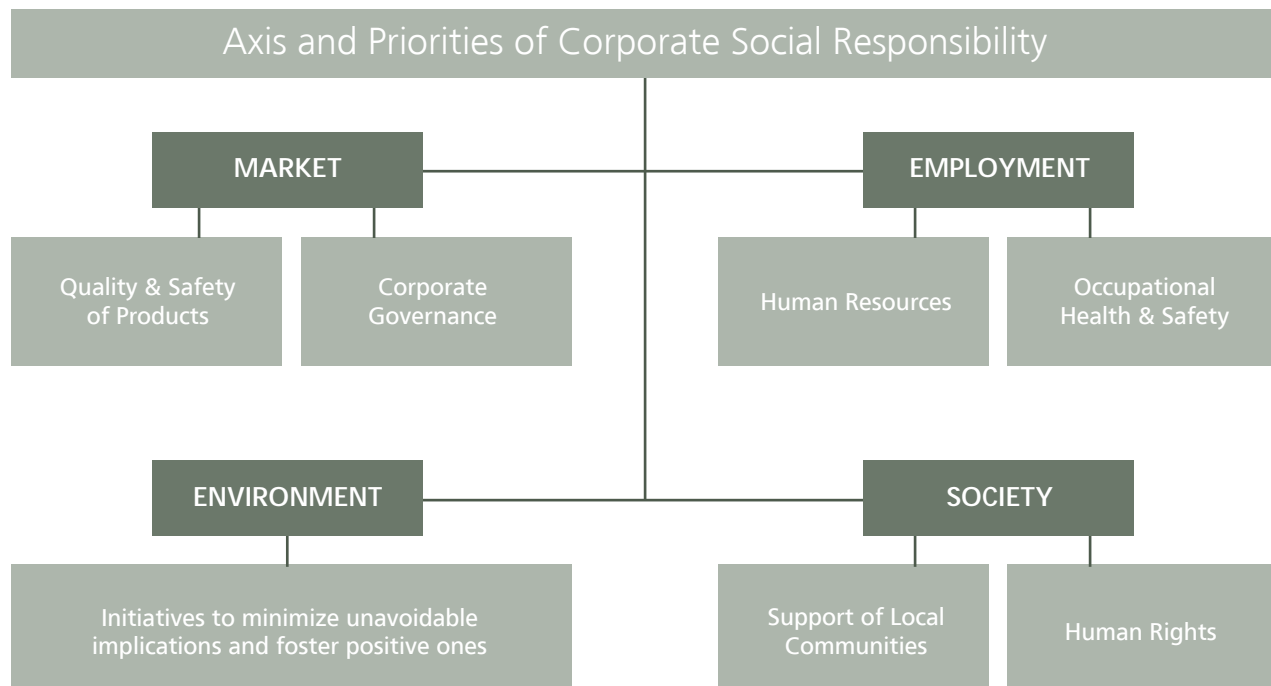 Axis and Priorities of Corporate Social Responsibility
MARKET
Quality & Safety
of Products
Corporate
Governance
EMPLOYMENT
Human Resources
Occupational
Health & Safety
ENVIRONMENT
Initiatives to minimize unavoidable
implications and foster positive ones
SOCIETY
Support of Local
Communities
Human Rights